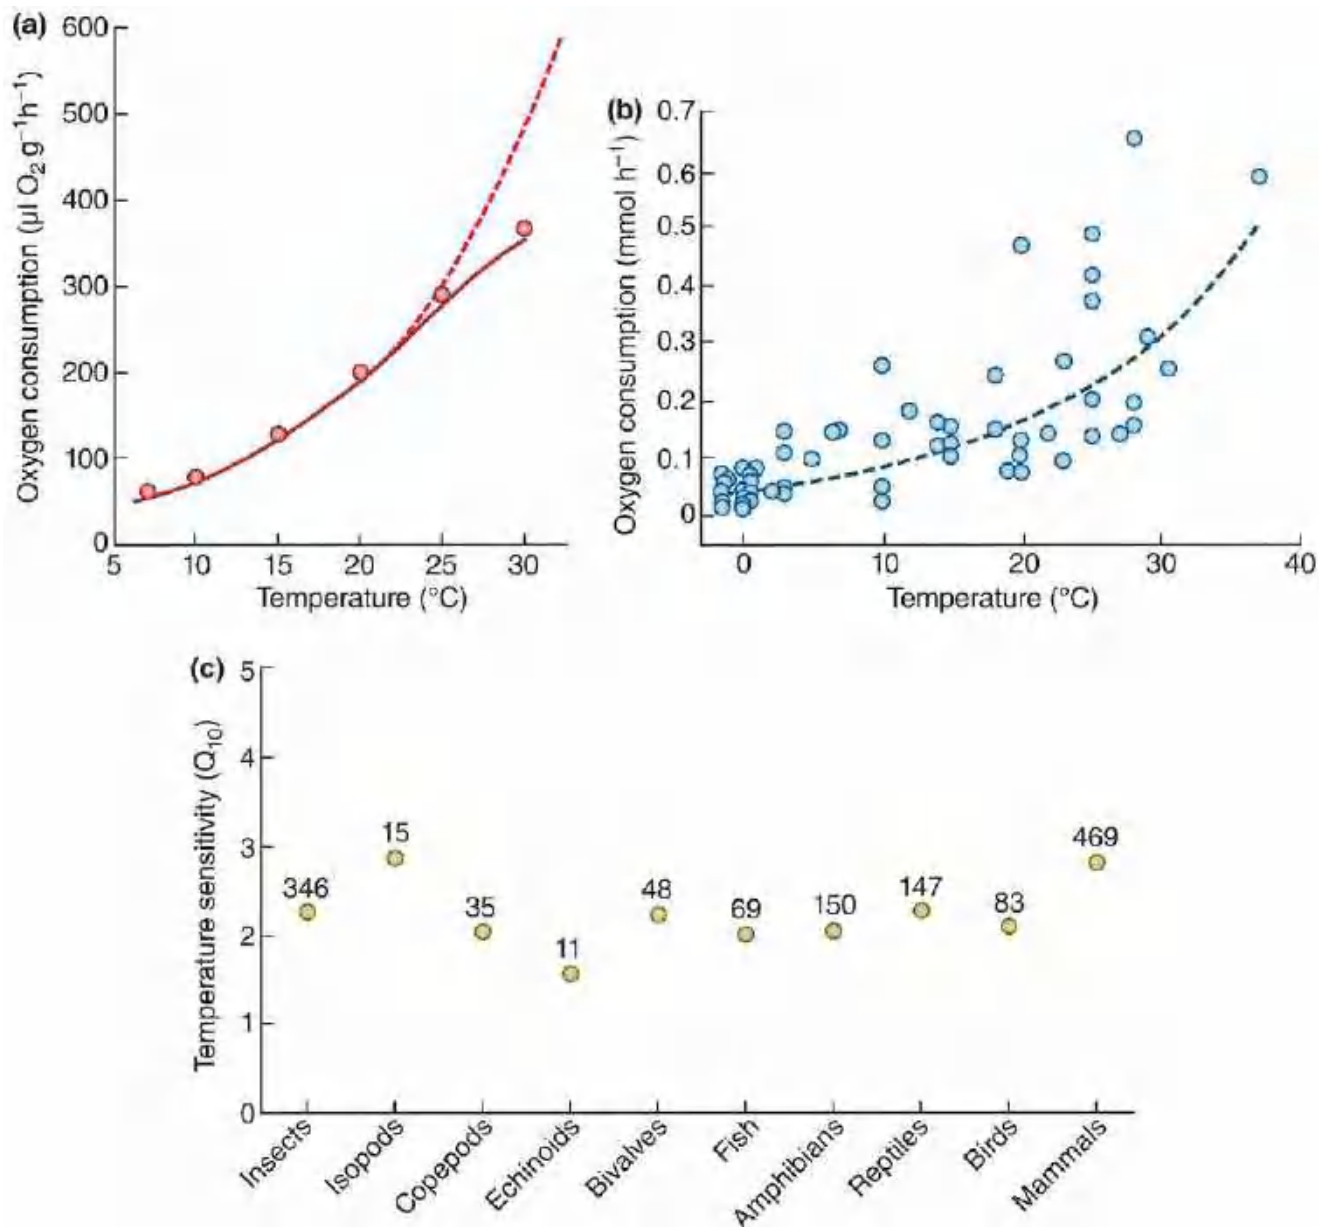 (a)
600
500
400
300
200
100
0
Oxygen consumption (µl O₂ g⁻¹h⁻¹)
5 10 15 20 25 30
Temperature (°C)
(b)
0.7
0.6
0.5
0.4
0.3
0.2
0.1
0
Oxygen consumption (mmol h⁻¹)
0 10 20 30 40
Temperature (°C)
(c)
5
4
3
2
1
0
Temperature sensitivity (Q₁₀)
346
15
35
11
48
69
150
147
83
469
Insects
Isopods
Copepods
Echinoids
Bivalves
Fish
Amphibians
Reptiles
Birds
Mammals